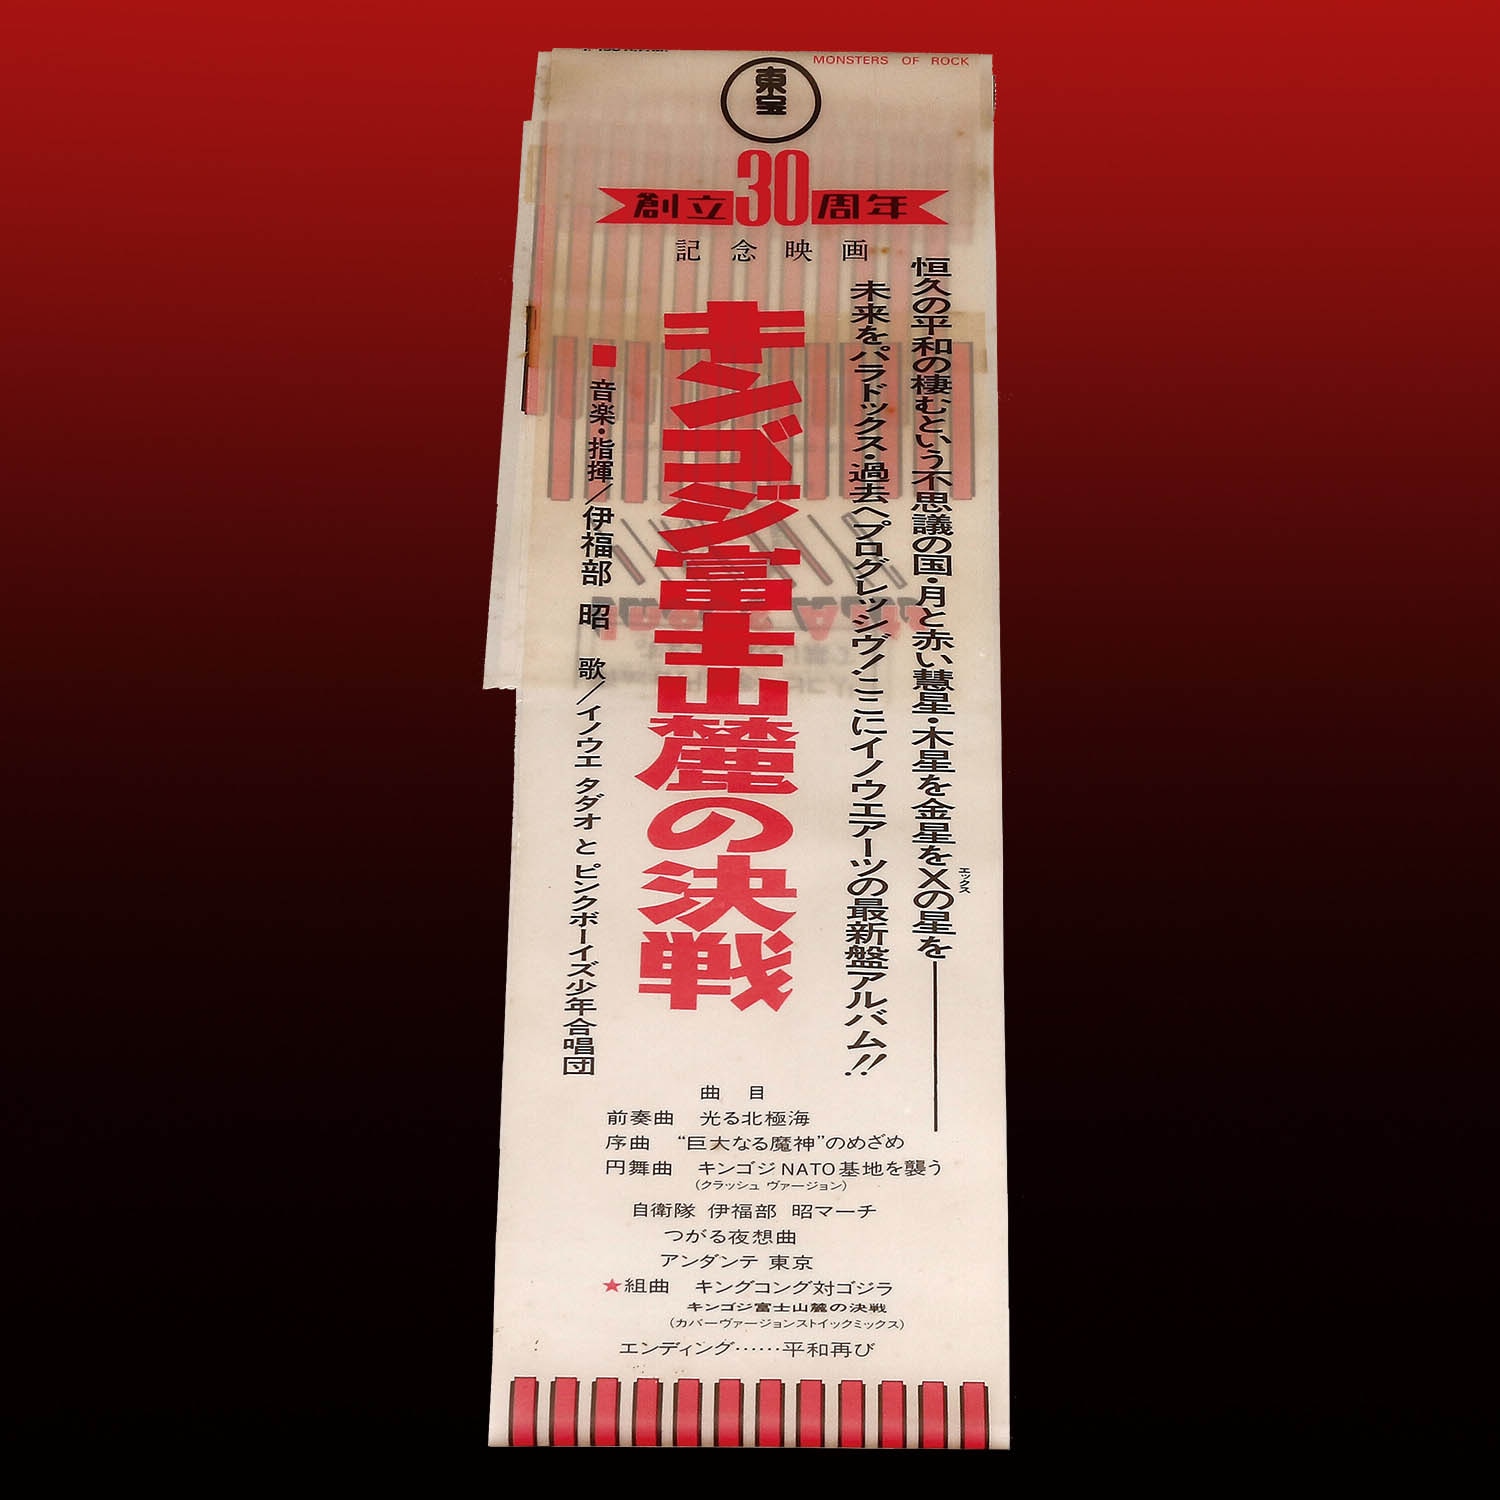 MONSTERS OF ROCK
東宝
創立30周年
記念映画
恒久の平和の棲むという不思議の国・月と赤い慧星・木星を金星をXの星を――
エックス
未来をパラドックス・過去へプログレッシヴ/ここにイノウエアーツの最新盤アルバム!!
キンゴジ富士山麓の決戦
■音楽・指揮/伊福部 昭 歌/イノウエ タダオ と ピンクボーイズ少年合唱団
曲 目
前奏曲 光る北極海
序曲 “巨大なる魔神”のめざめ
円舞曲 キンゴジNATO基地を襲う
(クラッシュ ヴァージョン)
自衛隊 伊福部 昭マーチ
つがる夜想曲
アンダンテ 東京
★組曲 キングコング対ゴジラ
キンゴジ富士山麓の決戦
(カバーヴァージョンストイックミックス)
エンディング……平和再び